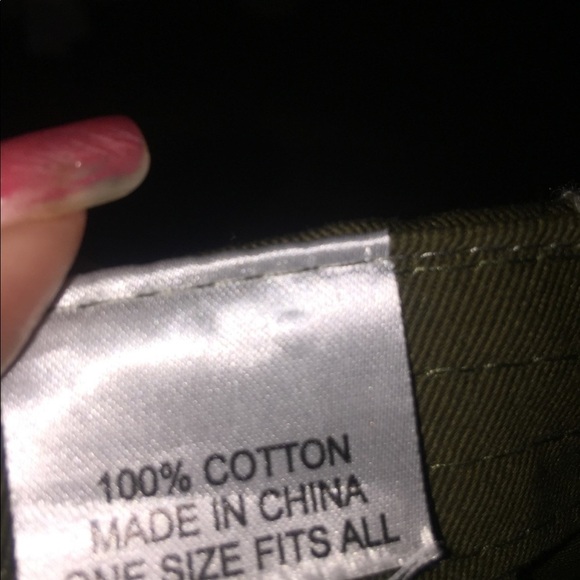 100% COTTON
MADE IN CHINA
ONE SIZE FITS ALL